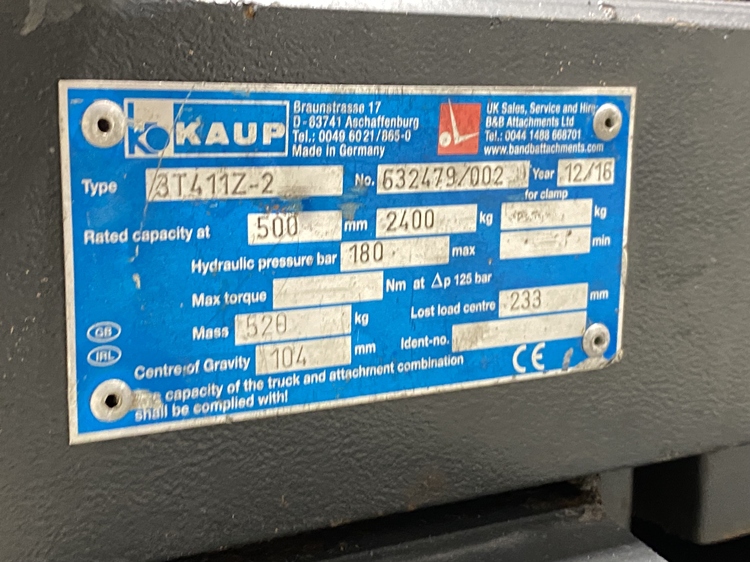 KAUP
Braunstrasse 17
D-63741 Aschaffenburg
Tel.: 0049 6021/865-0
Made in Germany
UK Sales, Service and Hire:
B&B Attachments Ltd
Tel.: 0044 1488 668701
www.bandbattachments.com
Type 3T411Z-2 No. 632479/002 Year 12/16
for clamp
Rated capacity at 500 mm 2400 kg kg
Hydraulic pressure bar 180 max min
Max torque Nm at Δp 125 bar
Mass 520 kg Lost load centre 233 mm
Centre of Gravity 104 mm Ident-no.
GB
IRL
CE
capacity of the truck and attachment combination
shall be complied with!